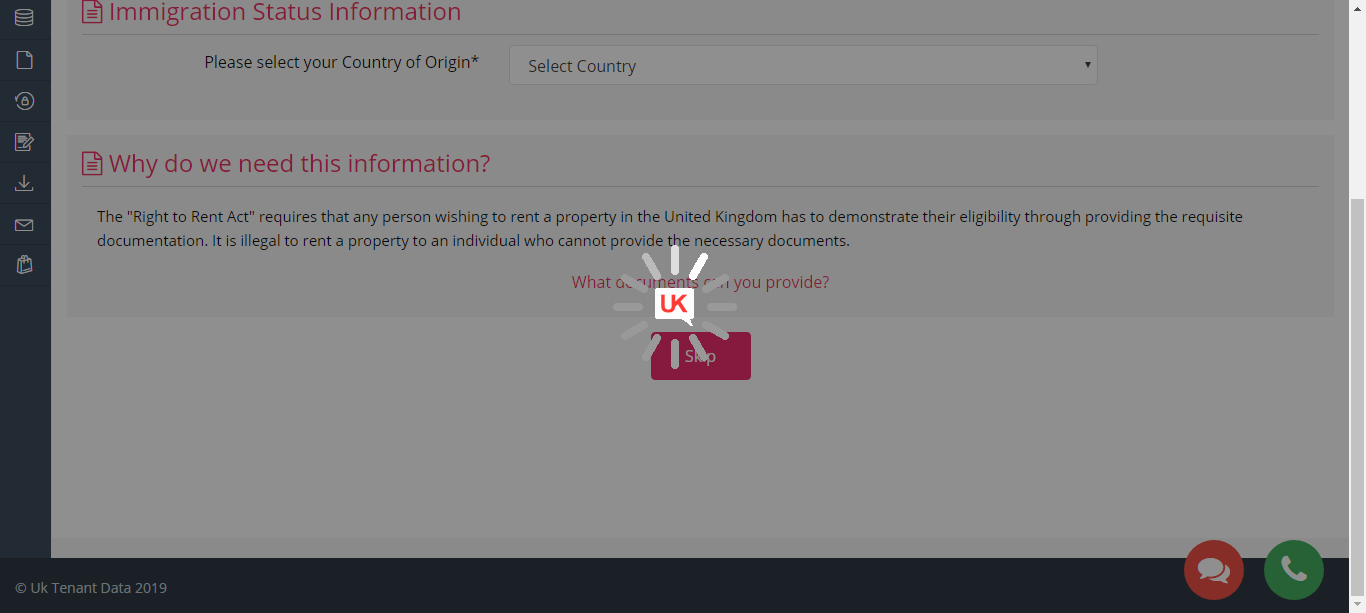 Immigration Status Information
Please select your Country of Origin*
Select Country
Why do we need this information?
The "Right to Rent Act" requires that any person wishing to rent a property in the United Kingdom has to demonstrate their eligibility through providing the requisite
documentation. It is illegal to rent a property to an individual who cannot provide the necessary documents.
What documents can you provide?
UK
Skip
© Uk Tenant Data 2019